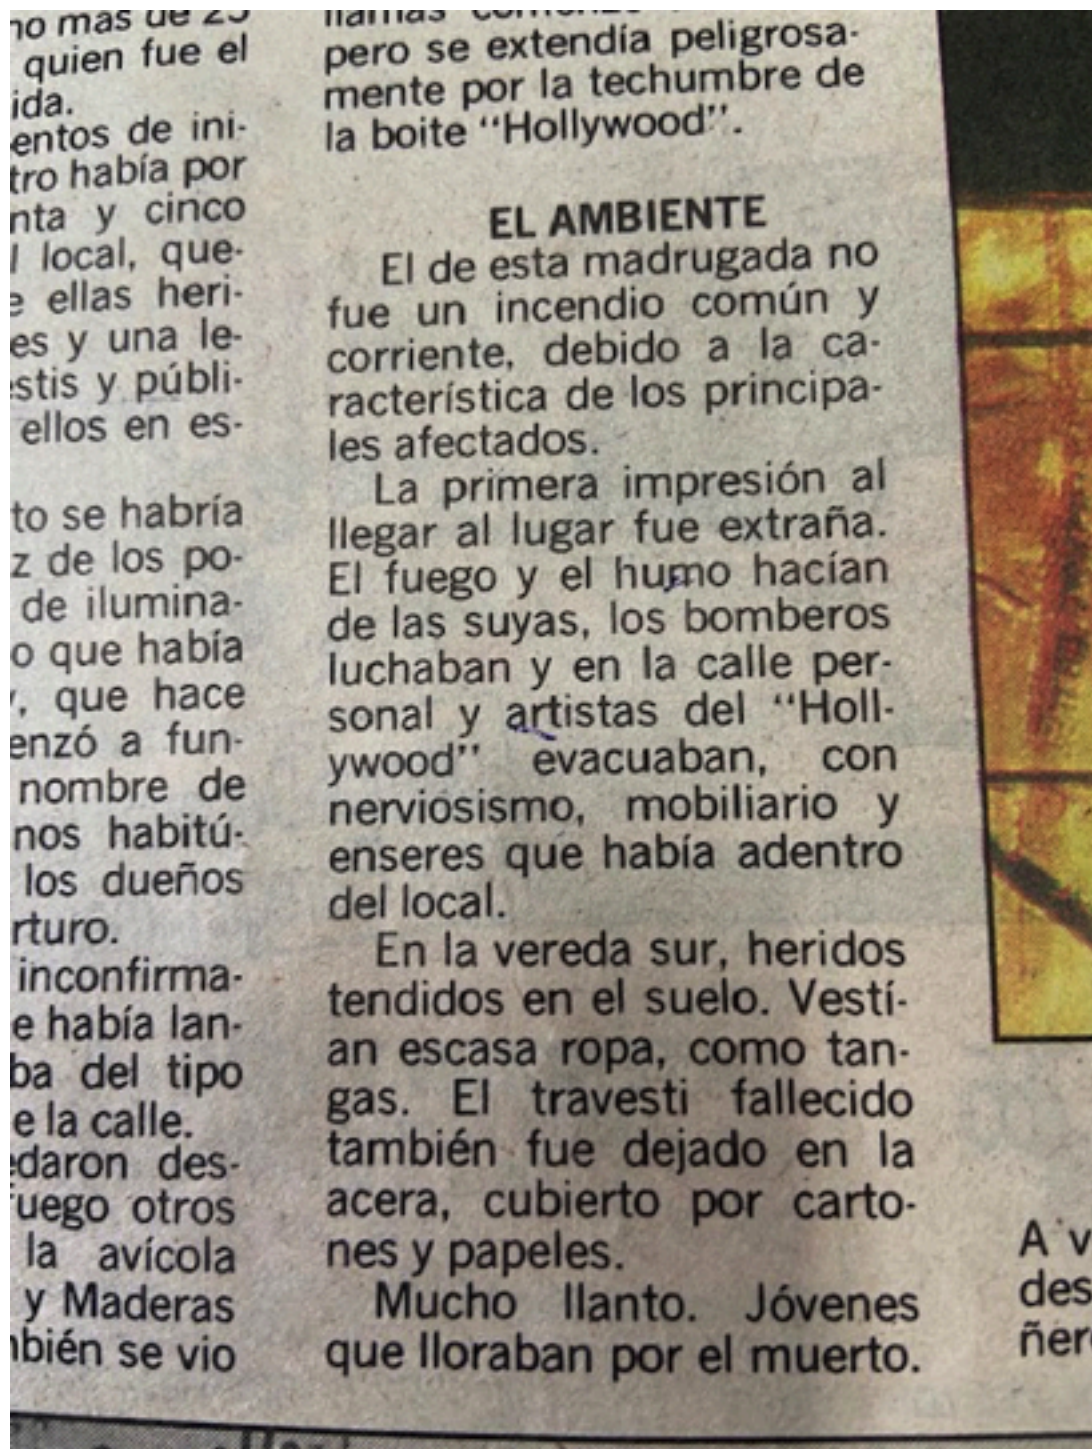 no más de 25
quien fue el
ida.
entos de ini-
tro había por
nta y cinco
l local, que-
e ellas heri-
es y una le-
stis y públi-
ellos en es-
to se habría
z de los po-
de ilumina-
o que había
y, que hace
enzó a fun-
nombre de
nos habitú-
los dueños
rturo.
inconfirma-
e había lan-
ba del tipo
e la calle.
edaron des-
uego otros
la avícola
y Maderas
mbién se vio
llamas
pero se extendía peligrosa-
mente por la techumbre de
la boite "Hollywood".
EL AMBIENTE
El de esta madrugada no
fue un incendio común y
corriente, debido a la ca-
racterística de los principa-
les afectados.
La primera impresión al
llegar al lugar fue extraña.
El fuego y el humo hacían
de las suyas, los bomberos
luchaban y en la calle per-
sonal y artistas del "Holl-
ywood" evacuaban, con
nerviosismo, mobiliario y
enseres que había adentro
del local.
En la vereda sur, heridos
tendidos en el suelo. Vestí-
an escasa ropa, como tan-
gas. El travesti fallecido
también fue dejado en la
acera, cubierto por carto-
nes y papeles.
Mucho llanto. Jóvenes
que lloraban por el muerto.
A v
des
ñer